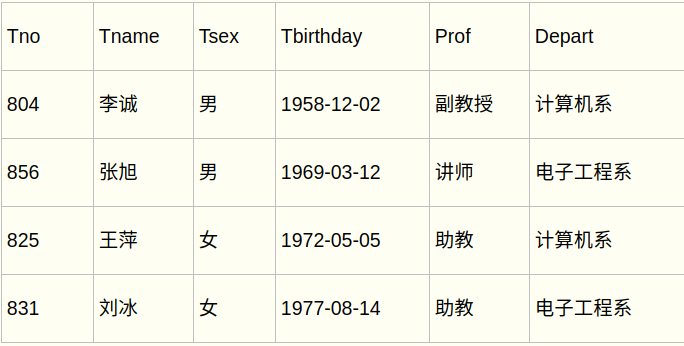 Tno Tname Tsex Tbirthday Prof Depart
804 李诚 男 1958-12-02 副教授 计算机系
856 张旭 男 1969-03-12 讲师 电子工程系
825 王萍 女 1972-05-05 助教 计算机系
831 刘冰 女 1977-08-14 助教 电子工程系